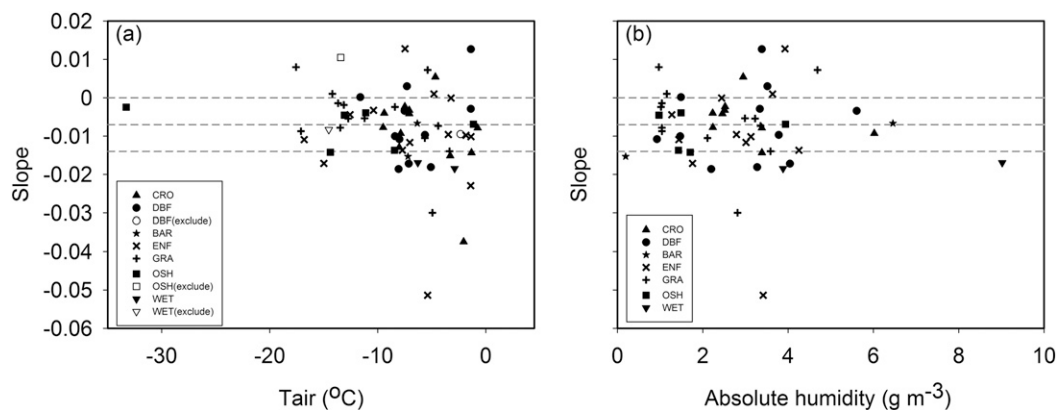 (a)
0.02
0.01
0
-0.01
-0.02
-0.03
-0.04
-0.05
-0.06
Slope
CRO
DBF
DBF(exclude)
BAR
ENF
GRA
OSH
OSH(exclude)
WET
WET(exclude)
-30 -20 -10 0
Tair (ºC)
(b)
Slope
CRO
DBF
BAR
ENF
GRA
OSH
WET
0 2 4 6 8 10
Absolute humidity (g m-3)